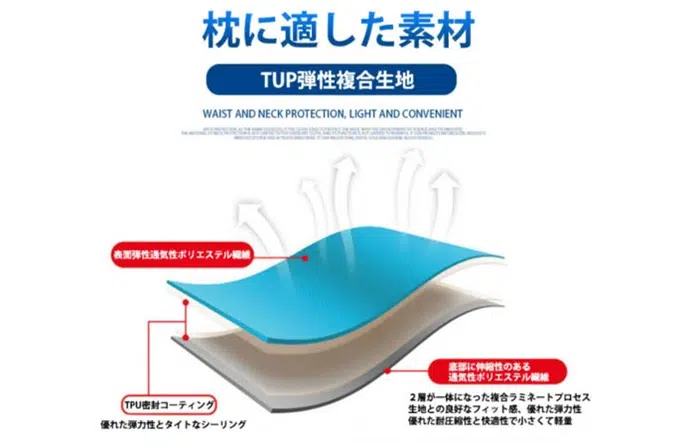 枕に適した素材
TUP弾性複合生地
WAIST AND NECK PROTECTION, LIGHT AND CONVENIENT
表面弾性通気性ポリエステル繊維
TPU密封コーティング
優れた弾力性とタイトなシーリング
底部に伸縮性のある
通気性ポリエステル繊維
2層が一体になった複合ラミネートプロセス
生地との良好なフィット感、優れた弾力性
優れた耐圧縮性と快適性で小さくて軽量